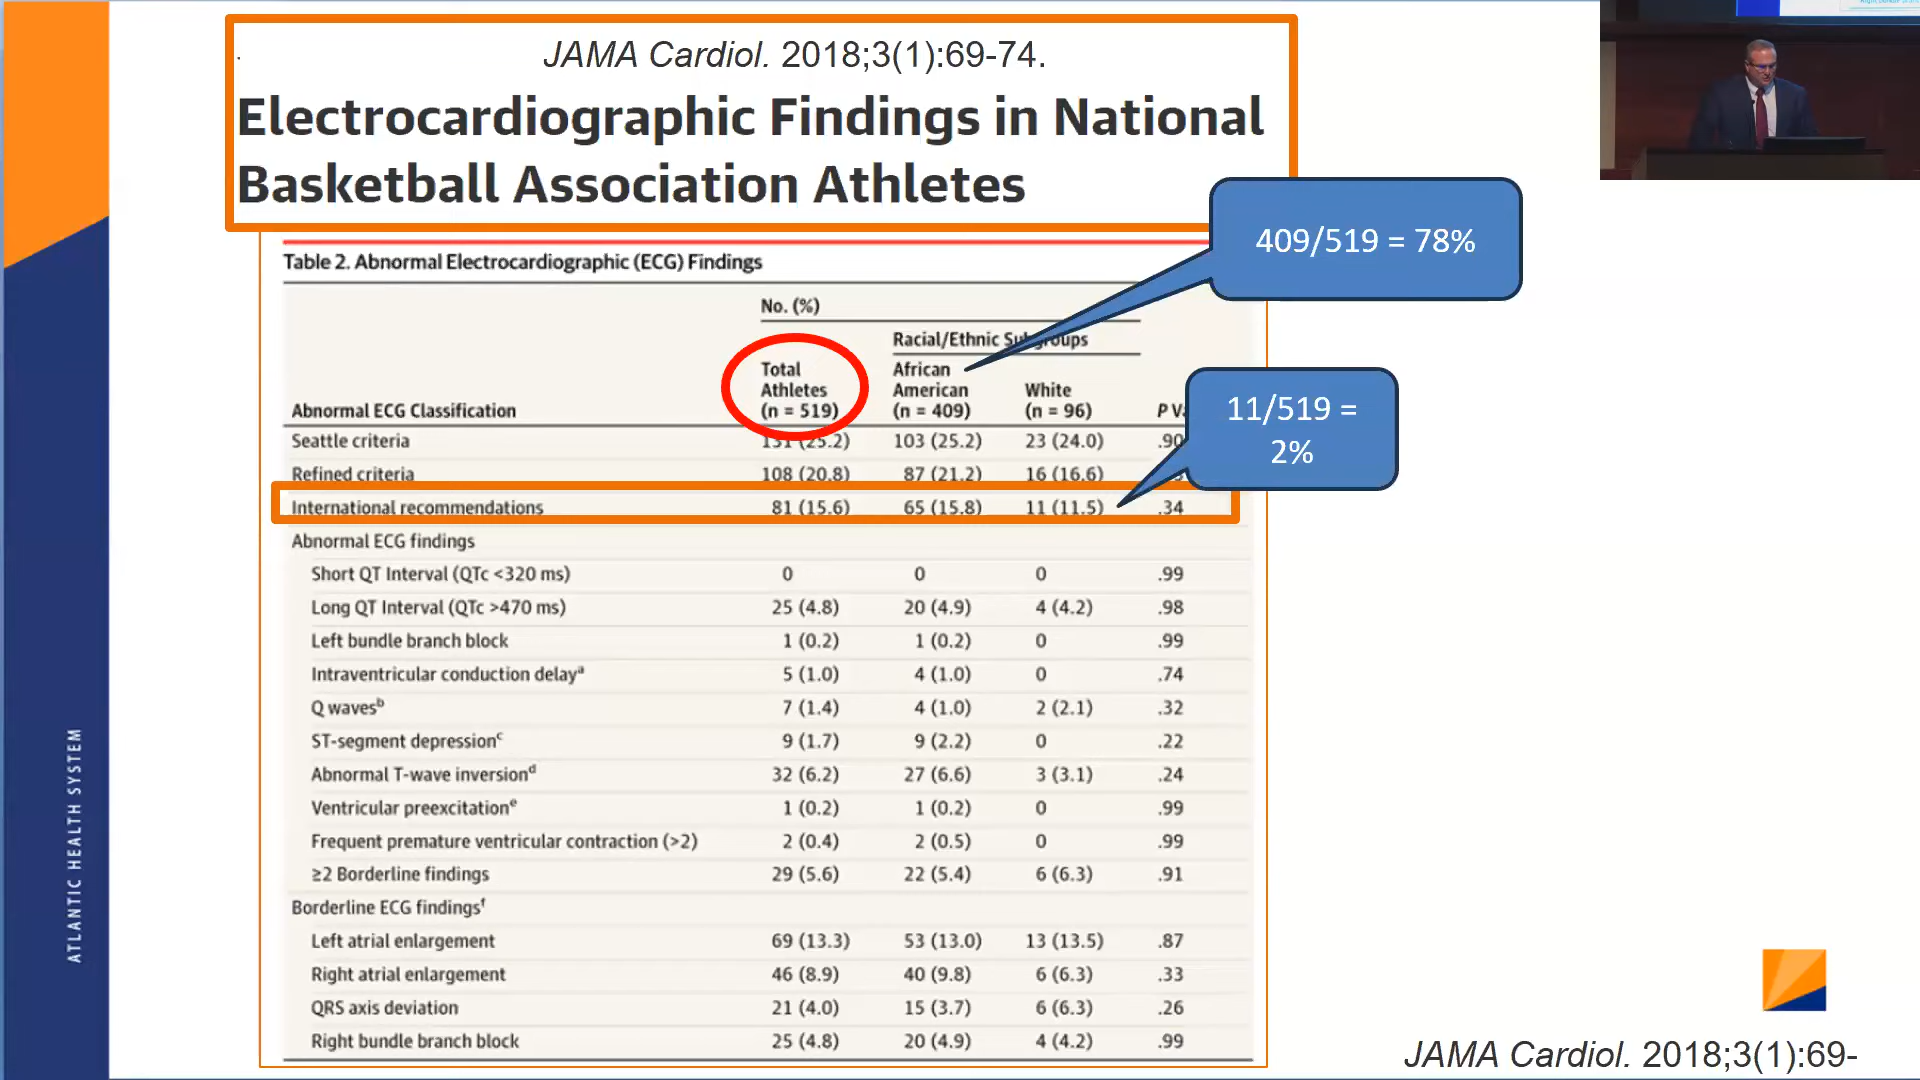 JAMA Cardiol. 2018;3(1):69-74.
Electrocardiographic Findings in National
Basketball Association Athletes
409/519 = 78%
11/519 =
2%
Table 2. Abnormal Electrocardiographic (ECG) Findings
No. (%)
Racial/Ethnic Subgroups
Abnormal ECG Classification
Total
Athletes
(n = 519)
African
American
(n = 409)
White
(n = 96)
P V
Seattle criteria 131 (25.2) 103 (25.2) 23 (24.0) .90
Refined criteria 108 (20.8) 87 (21.2) 16 (16.6)
International recommendations 81 (15.6) 65 (15.8) 11 (11.5) .34
Abnormal ECG findings
Short QT Interval (QTc <320 ms) 0 0 0 .99
Long QT Interval (QTc >470 ms) 25 (4.8) 20 (4.9) 4 (4.2) .98
Left bundle branch block 1 (0.2) 1 (0.2) 0 .99
Intraventricular conduction delayᵃ 5 (1.0) 4 (1.0) 0 .74
Q wavesᵇ 7 (1.4) 4 (1.0) 2 (2.1) .32
ST-segment depressionᶜ 9 (1.7) 9 (2.2) 0 .22
Abnormal T-wave inversionᵈ 32 (6.2) 27 (6.6) 3 (3.1) .24
Ventricular preexcitationᵉ 1 (0.2) 1 (0.2) 0 .99
Frequent premature ventricular contraction (>2) 2 (0.4) 2 (0.5) 0 .99
≥2 Borderline findings 29 (5.6) 22 (5.4) 6 (6.3) .91
Borderline ECG findingsᶠ
Left atrial enlargement 69 (13.3) 53 (13.0) 13 (13.5) .87
Right atrial enlargement 46 (8.9) 40 (9.8) 6 (6.3) .33
QRS axis deviation 21 (4.0) 15 (3.7) 6 (6.3) .26
Right bundle branch block 25 (4.8) 20 (4.9) 4 (4.2) .99
ATLANTIC HEALTH SYSTEM
JAMA Cardiol. 2018;3(1):69-